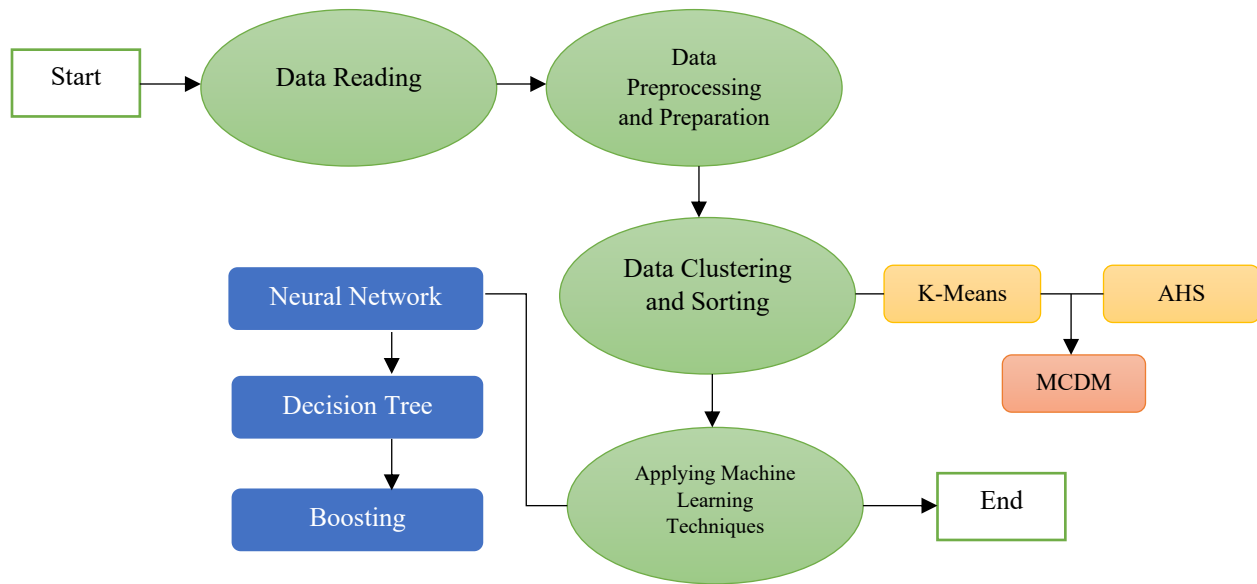 Start
Data Reading
Data
Preprocessing
and Preparation
Data Clustering
and Sorting
K-Means
AHS
MCDM
Neural Network
Decision Tree
Boosting
Applying Machine
Learning
Techniques
End